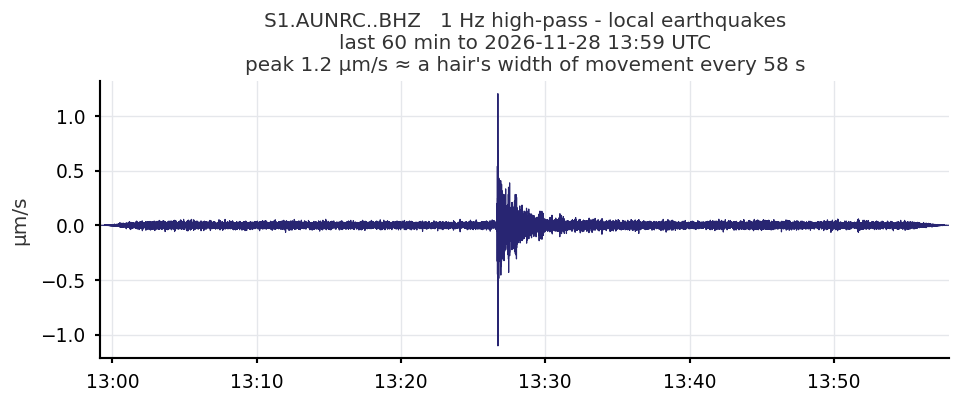 S1.AUNRC..BHZ   1 Hz high-pass - local earthquakes
last 60 min to 2026-11-28 13:59 UTC
peak 1.2 µm/s ≈ a hair's width of movement every 58 s
1.0
0.5
0.0
−0.5
−1.0
µm/s
13:00
13:10
13:20
13:30
13:40
13:50